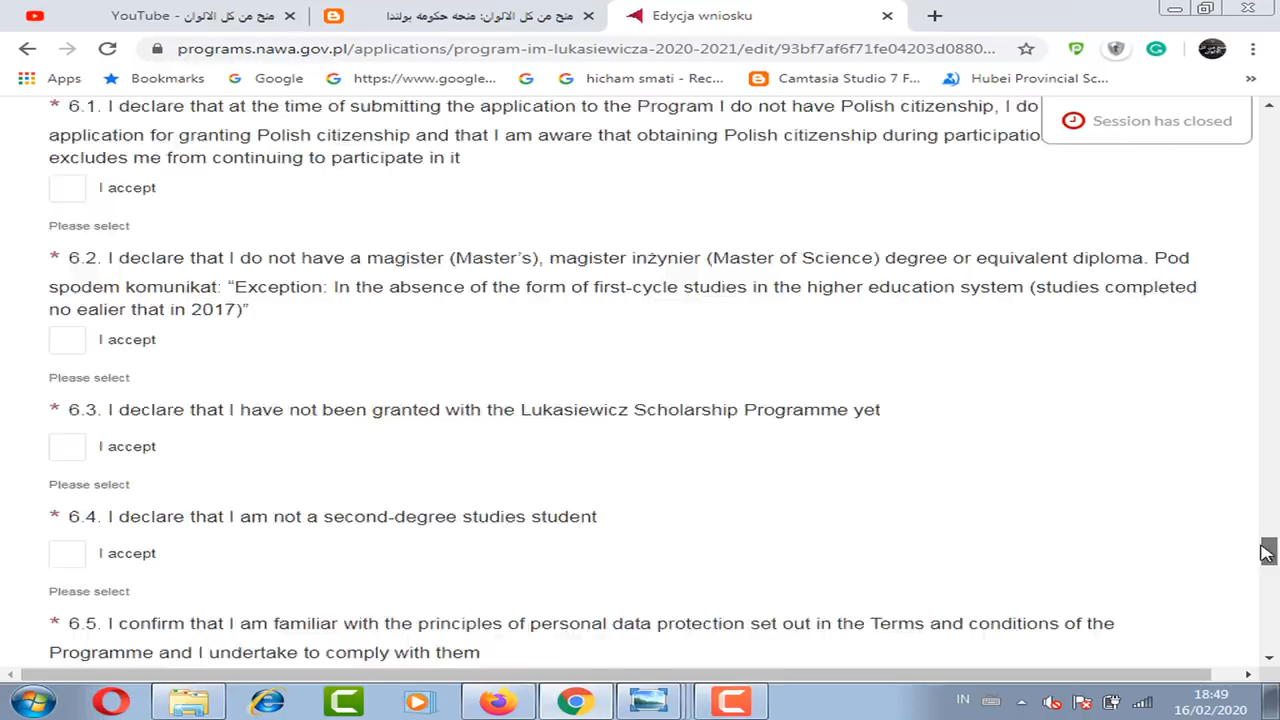 YouTube - منح من كل الالوان
منح من كل الالوان: منحه حكومه بولندا
Edycja wniosku
programs.nawa.gov.pl/applications/program-im-lukasiewicza-2020-2021/edit/93bf7af6f71fe04203d0880...
Apps Bookmarks Google https://www.google... hicham smati - Rec... Camtasia Studio 7 F... Hubei Provincial Sc... »
* 6.1. I declare that at the time of submitting the application to the Program I do not have Polish citizenship, I do
Session has closed
application for granting Polish citizenship and that I am aware that obtaining Polish citizenship during participatio
excludes me from continuing to participate in it
I accept
Please select
* 6.2. I declare that I do not have a magister (Master's), magister inżynier (Master of Science) degree or equivalent diploma. Pod
spodem komunikat: “Exception: In the absence of the form of first-cycle studies in the higher education system (studies completed
no ealier that in 2017)”
I accept
Please select
* 6.3. I declare that I have not been granted with the Lukasiewicz Scholarship Programme yet
I accept
Please select
* 6.4. I declare that I am not a second-degree studies student
I accept
Please select
* 6.5. I confirm that I am familiar with the principles of personal data protection set out in the Terms and conditions of the
Programme and I undertake to comply with them
IN
18:49
16/02/2020